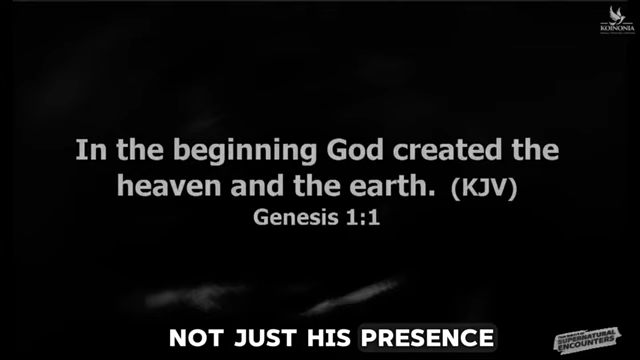 KOINONIA
In the beginning God created the
heaven and the earth. (KJV)
Genesis 1:1
NOT JUST HIS PRESENCE
SUPERNATURAL
ENCOUNTERS